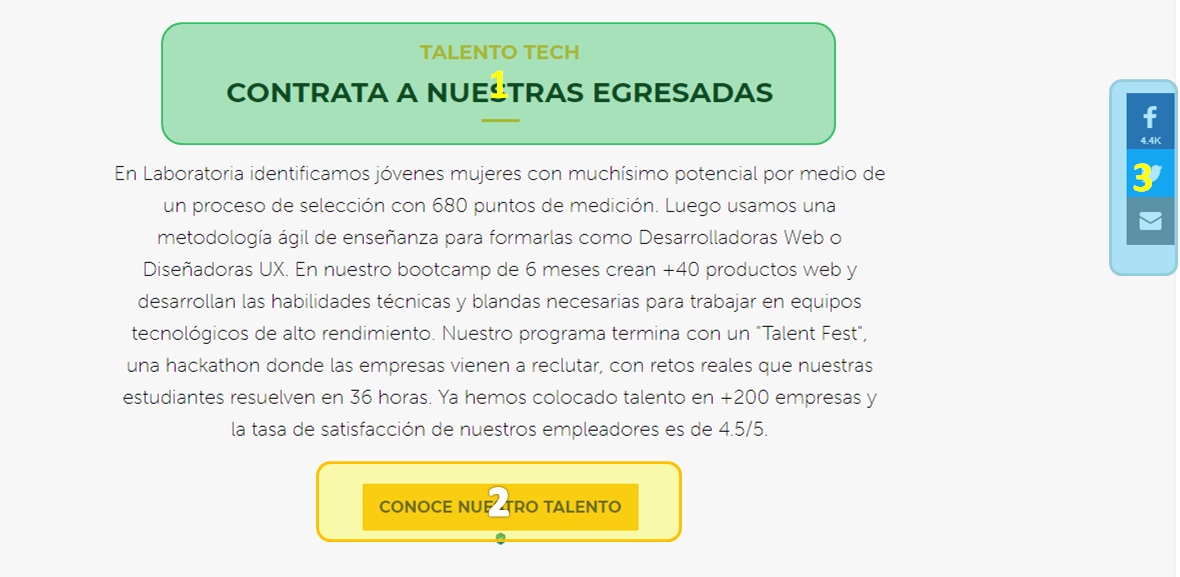 TALENTO TECH
CONTRATA A NUESTRAS EGRESADAS
1
En Laboratoria identificamos jóvenes mujeres con muchísimo potencial por medio de
un proceso de selección con 680 puntos de medición. Luego usamos una
metodología ágil de enseñanza para formarlas como Desarrolladoras Web o
Diseñadoras UX. En nuestro bootcamp de 6 meses crean +40 productos web y
desarrollan las habilidades técnicas y blandas necesarias para trabajar en equipos
tecnológicos de alto rendimiento. Nuestro programa termina con un "Talent Fest",
una hackathon donde las empresas vienen a reclutar, con retos reales que nuestras
estudiantes resuelven en 36 horas. Ya hemos colocado talento en +200 empresas y
la tasa de satisfacción de nuestros empleadores es de 4.5/5.
CONOCE NUESTRO TALENTO
2
4.4K
3